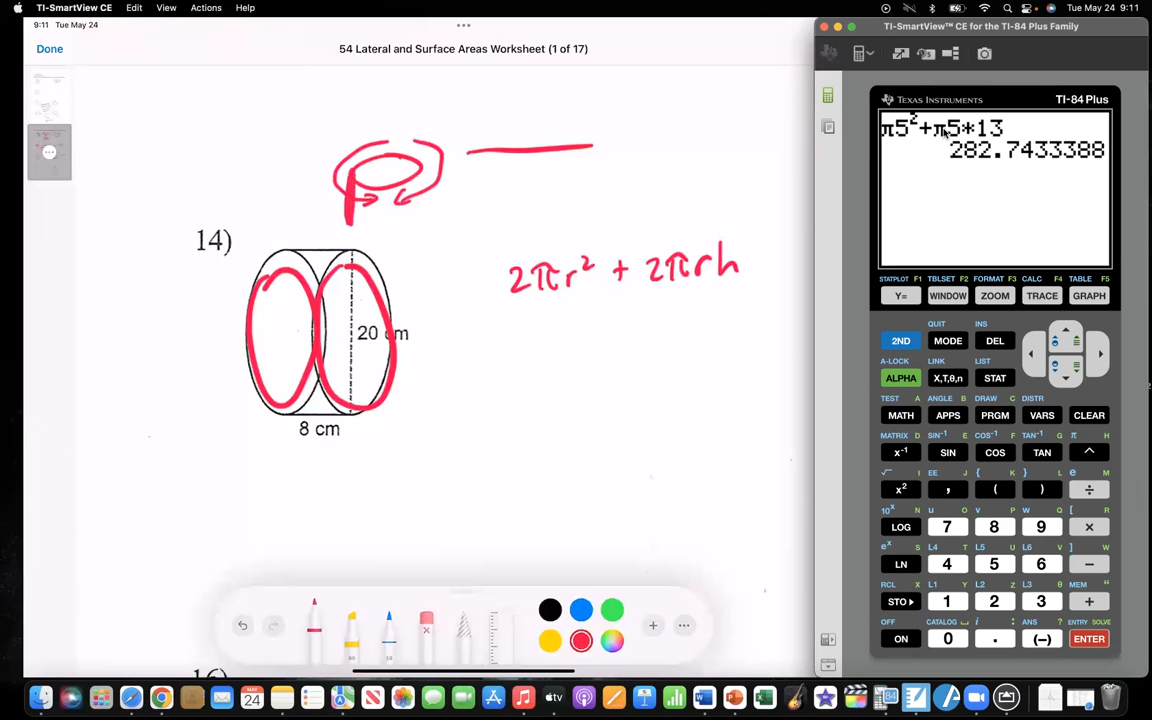 TI-SmartView CE File Edit View Actions Help Tue May 24 9:11
9:11 Tue May 24
Done
54 Lateral and Surface Areas Worksheet (1 of 17)
TI-SmartView™ CE for the TI-84 Plus Family
TEXAS INSTRUMENTS TI-84 Plus
π5²+π5*13
282.7433388
14)
20 cm
8 cm
2πr² + 2πrh
STATPLOT F1 TBLSET F2 FORMAT F3 CALC F4 TABLE F5
Y= WINDOW ZOOM TRACE GRAPH
QUIT INS
2ND MODE DEL
A-LOCK LINK LIST
ALPHA X,T,θ,n STAT
TEST A ANGLE B DRAW C DISTR
MATH APPS PRGM VARS CLEAR
MATRIX D SIN⁻¹ E COS⁻¹ F TAN⁻¹ G π H
x⁻¹ SIN COS TAN ^
√ I EE J { K } L e M
x² , ( ) ÷
10ˣ N u O v P w Q [ R
LOG 7 8 9 ×
eˣ S L4 T L5 U L6 V ] W
LN 4 5 6 −
RCL X L1 Y L2 Z L3 θ MEM "
STO▶ 1 2 3 +
OFF CATALOG ␣ i : ANS ? ENTRY SOLVE
ON 0 . (−) ENTER
16)
MAY
24
tv